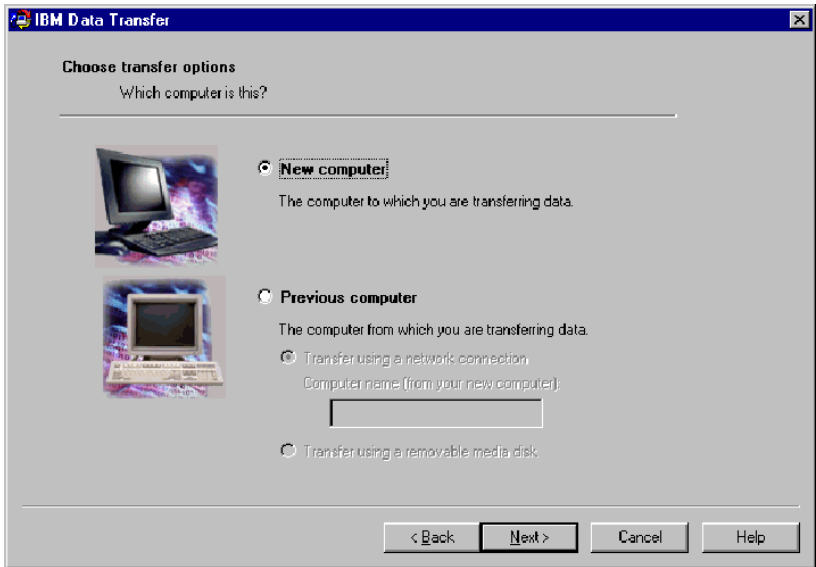 IBM Data Transfer
Choose transfer options
Which computer is this?
New computer
The computer to which you are transferring data.
Previous computer
The computer from which you are transferring data.
Transfer using a network connection
Computer name (from your new computer):
Transfer using a removable media disk
< Back
Next >
Cancel
Help